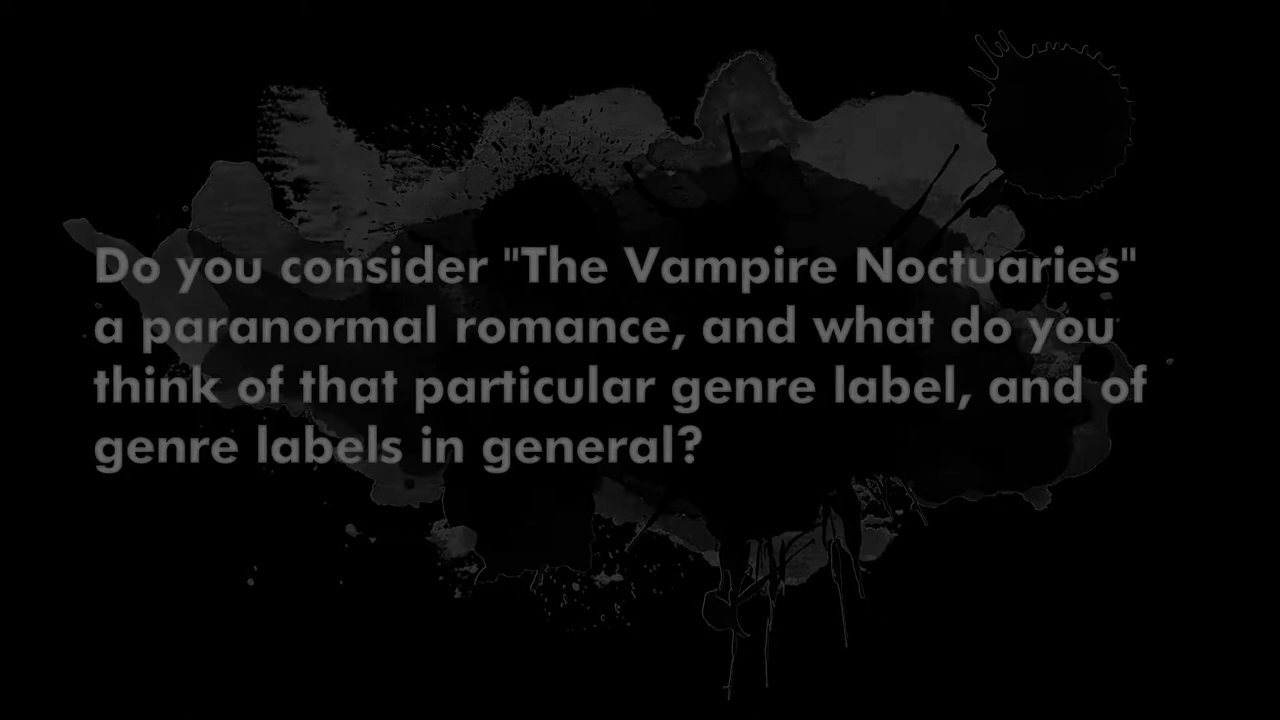 Do you consider "The Vampire Noctuaries"
a paranormal romance, and what do you
think of that particular genre label, and of
genre labels in general?